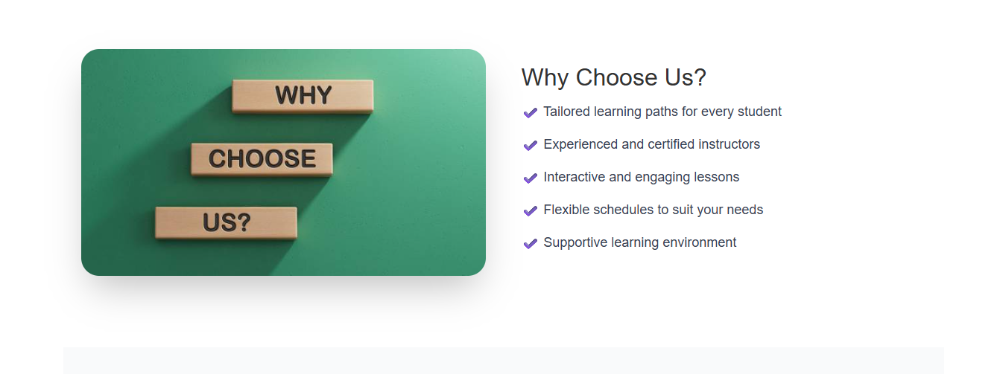 WHY
CHOOSE
US?
Why Choose Us?
Tailored learning paths for every student
Experienced and certified instructors
Interactive and engaging lessons
Flexible schedules to suit your needs
Supportive learning environment